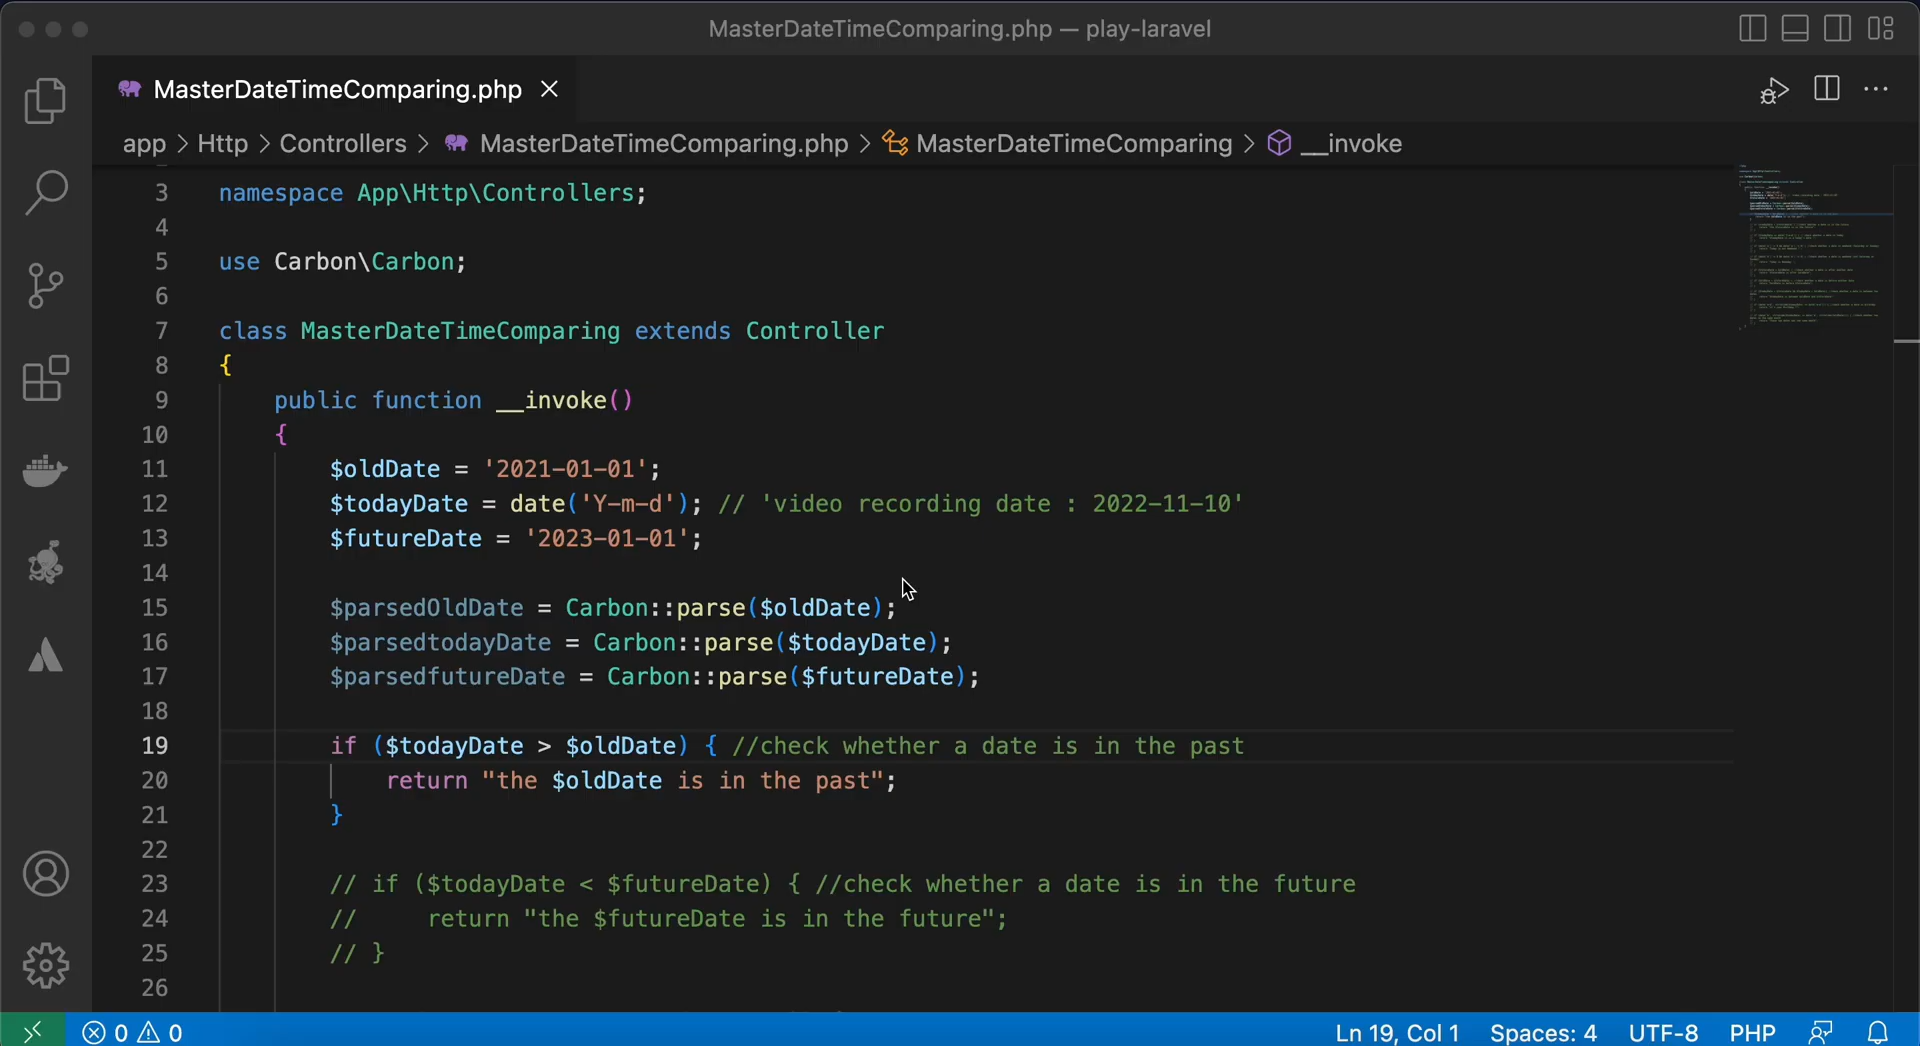 MasterDateTimeComparing.php — play-laravel
MasterDateTimeComparing.php
app > Http > Controllers > MasterDateTimeComparing.php > MasterDateTimeComparing > __invoke
3 namespace App\Http\Controllers;
4
5 use Carbon\Carbon;
6
7 class MasterDateTimeComparing extends Controller
8 {
9 public function __invoke()
10 {
11 $oldDate = '2021-01-01';
12 $todayDate = date('Y-m-d'); // 'video recording date : 2022-11-10'
13 $futureDate = '2023-01-01';
14
15 $parsedOldDate = Carbon::parse($oldDate);
16 $parsedtodayDate = Carbon::parse($todayDate);
17 $parsedfutureDate = Carbon::parse($futureDate);
18
19 if ($todayDate > $oldDate) { //check whether a date is in the past
20 return "the $oldDate is in the past";
21 }
22
23 // if ($todayDate < $futureDate) { //check whether a date is in the future
24 // return "the $futureDate is in the future";
25 // }
26
0 0 Ln 19, Col 1 Spaces: 4 UTF-8 PHP